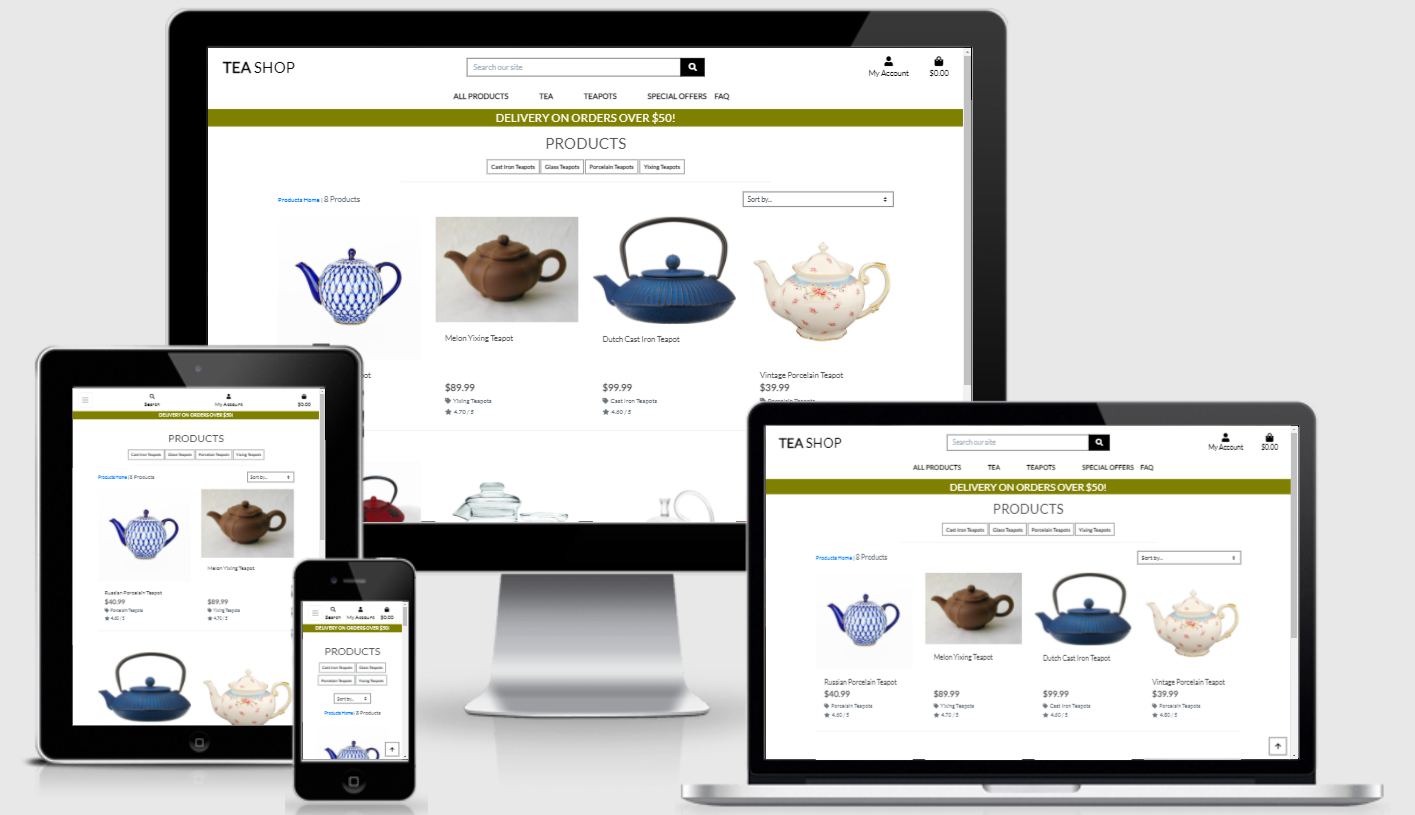 TEA SHOP
Search our site
My Account
$0.00
ALL PRODUCTS TEA TEAPOTS SPECIAL OFFERS FAQ
DELIVERY ON ORDERS OVER $50!
PRODUCTS
Cast Iron Teapots Glass Teapots Porcelain Teapots Yixing Teapots
Products Home | 8 Products
Sort by...
Melon Yixing Teapot
Dutch Cast Iron Teapot
Vintage Porcelain Teapot
$89.99
$99.99
$39.99
Yixing Teapots
Cast Iron Teapots
Porcelain Teapots
4.70 / 5
4.60 / 5
Search
My Account
$0.00
DELIVERY ON ORDERS OVER $50!
PRODUCTS
Cast Iron Teapots Glass Teapots Porcelain Teapots Yixing Teapots
Products Home | 8 Products
Sort by...
Melon Yixing Teapot
Russian Porcelain Teapot
$40.99
$89.99
Porcelain Teapots
Yixing Teapots
4.60 / 5
4.70 / 5
Search
My Account
$0.00
DELIVERY ON ORDERS OVER $50!
PRODUCTS
Cast Iron Teapots Glass Teapots
Porcelain Teapots Yixing Teapots
Sort by...
Products Home | 8 Products
TEA SHOP
Search our site
My Account
$0.00
ALL PRODUCTS TEA TEAPOTS SPECIAL OFFERS FAQ
DELIVERY ON ORDERS OVER $50!
PRODUCTS
Cast Iron Teapots Glass Teapots Porcelain Teapots Yixing Teapots
Products Home | 8 Products
Sort by...
Melon Yixing Teapot
Dutch Cast Iron Teapot
Russian Porcelain Teapot
Vintage Porcelain Teapot
$40.99
$89.99
$99.99
$39.99
Porcelain Teapots
Yixing Teapots
Cast Iron Teapots
Porcelain Teapots
4.60 / 5
4.70 / 5
4.60 / 5
4.80 / 5